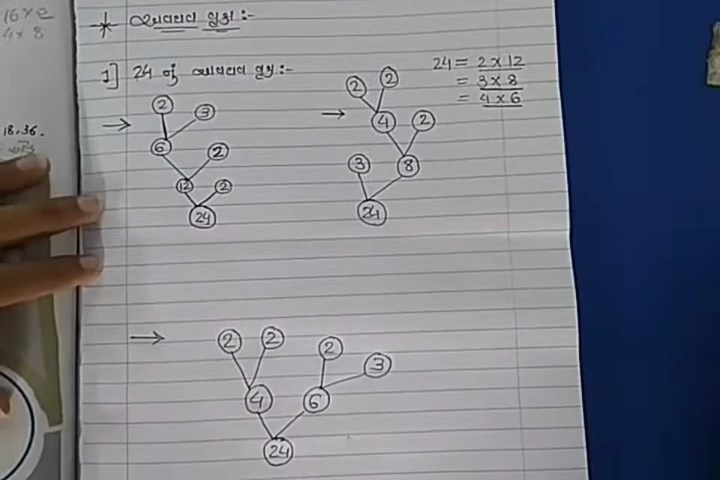 * અવયવ વૃક્ષ :-
1] 24 નું અવયવ વૃક્ષ :-
24 = 2 × 12
= 3 × 8
= 4 × 6
→ 2 3
6 2
12 2
24
→ 2 2
4 2
3 8
24
→ 2 2 2 3
4 6
24
16 × 2
4 × 8
18, 36.